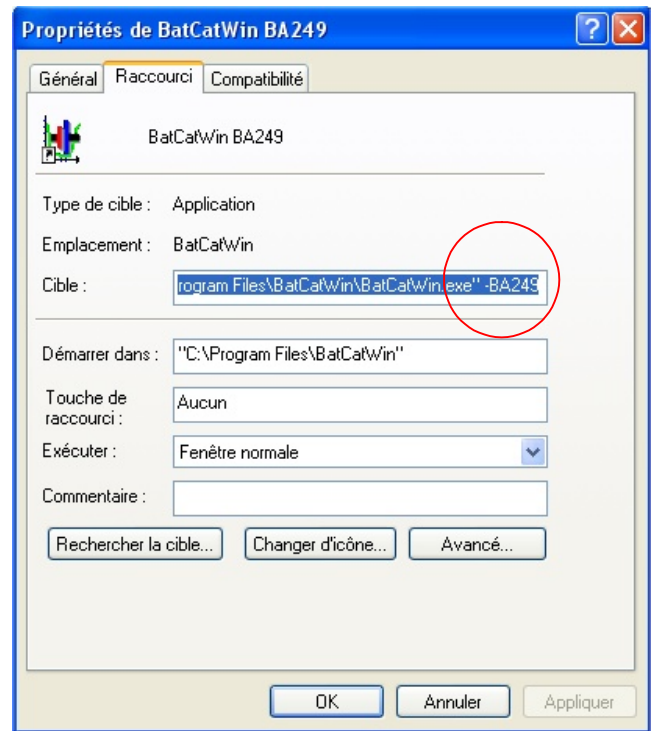 Propriétés de BatCatWin BA249
Général Raccourci Compatibilité
BatCatWin BA249
Type de cible : Application
Emplacement : BatCatWin
Cible : rogram Files\BatCatWin\BatCatWin.exe" -BA249
Démarrer dans : "C:\Program Files\BatCatWin"
Touche de
raccourci : Aucun
Exécuter : Fenêtre normale
Commentaire :
Rechercher la cible... Changer d'icône... Avancé...
OK Annuler Appliquer